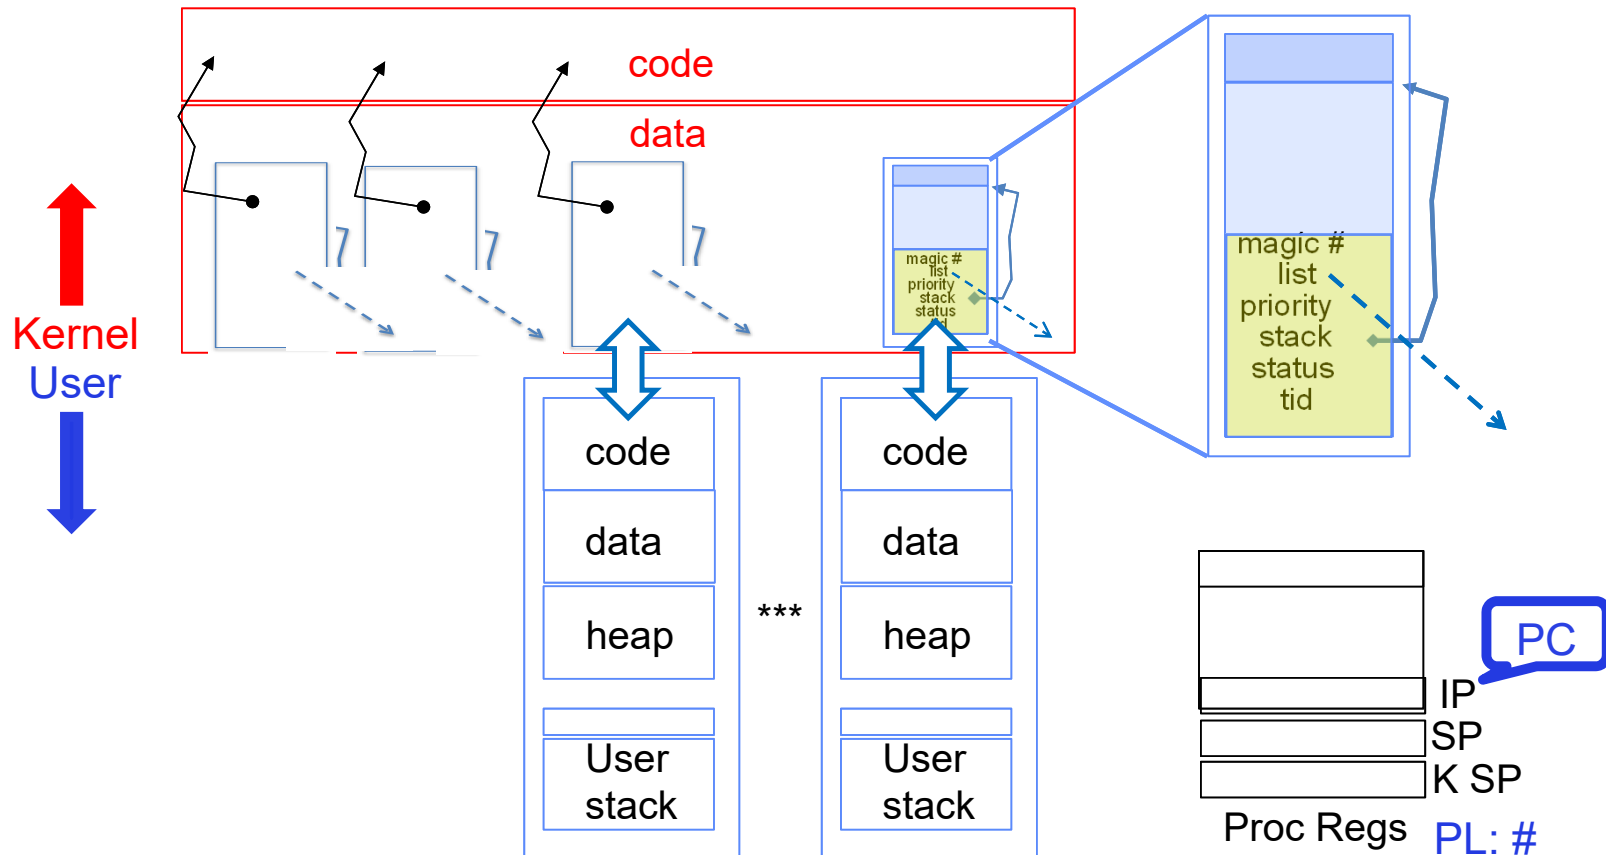 code
data
magic #
list
priority
stack
status
tid
magic #
list
priority
stack
status
Kernel
User
code
data
heap
User
stack
***
code
data
heap
User
stack
PC
IP
SP
K SP
Proc Regs
PL: #